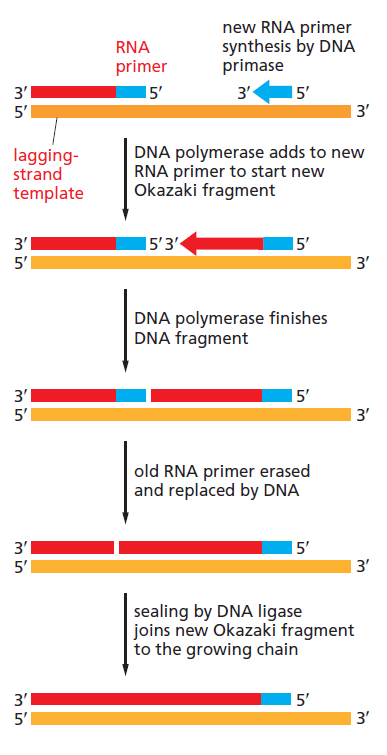 RNA
primer
new RNA primer
synthesis by DNA
primase
3′ 5′ 3′ 5′
5′ 3′
lagging-
strand
template
DNA polymerase adds to new
RNA primer to start new
Okazaki fragment
3′ 5′ 3′ 5′
5′ 3′
DNA polymerase finishes
DNA fragment
3′ 5′
5′ 3′
old RNA primer erased
and replaced by DNA
3′ 5′
5′ 3′
sealing by DNA ligase
joins new Okazaki fragment
to the growing chain
3′ 5′
5′ 3′